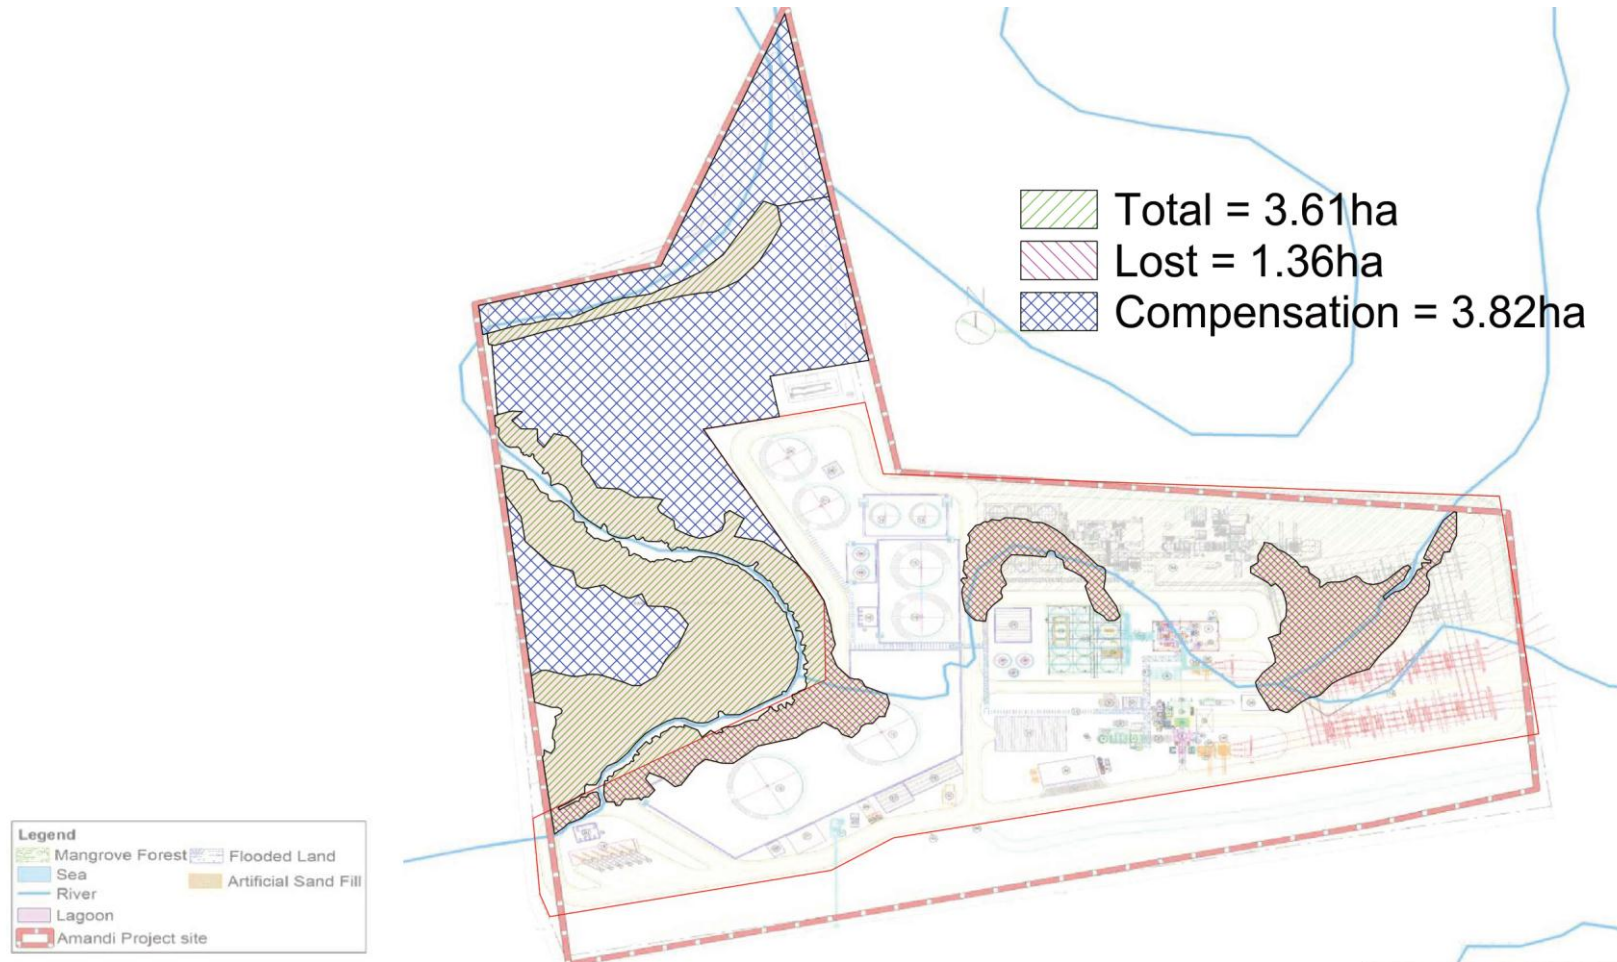 Total = 3.61ha
Lost = 1.36ha
Compensation = 3.82ha
N
Legend
Mangrove Forest
Flooded Land
Sea
Artificial Sand Fill
River
Lagoon
Amandi Project site